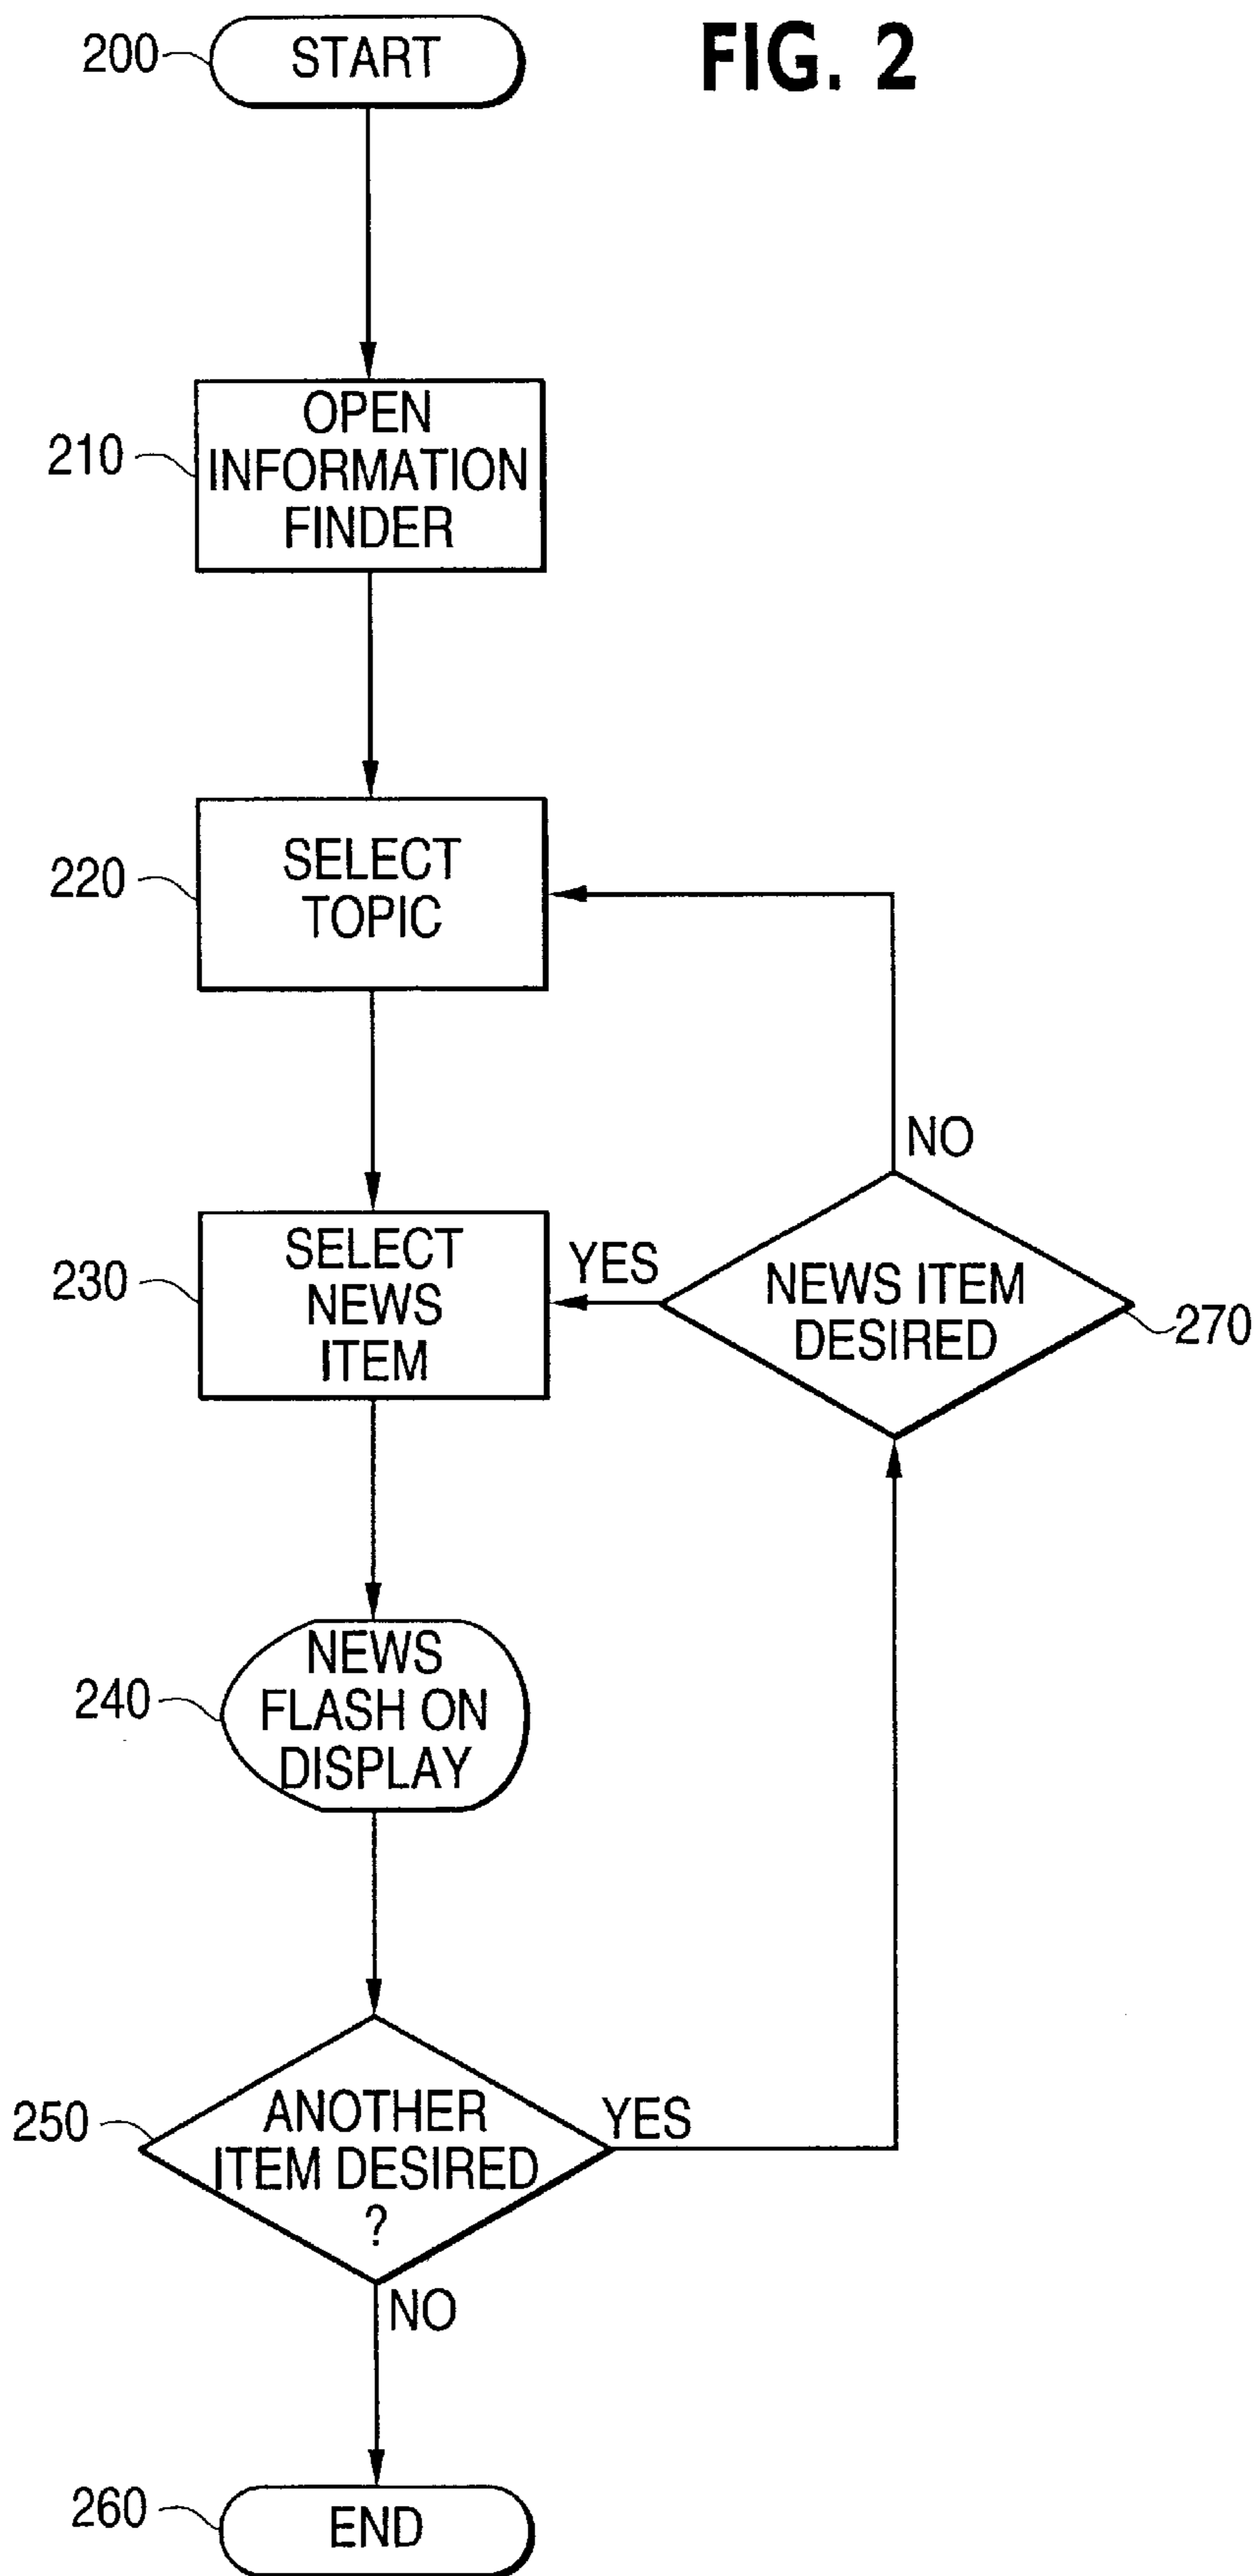 FIG. 2
200
START
210
OPEN
INFORMATION
FINDER
220
SELECT
TOPIC
NO
230
SELECT
NEWS
ITEM
YES
NEWS ITEM
DESIRED
270
240
NEWS
FLASH ON
DISPLAY
250
ANOTHER
ITEM DESIRED
?
YES
NO
260
END